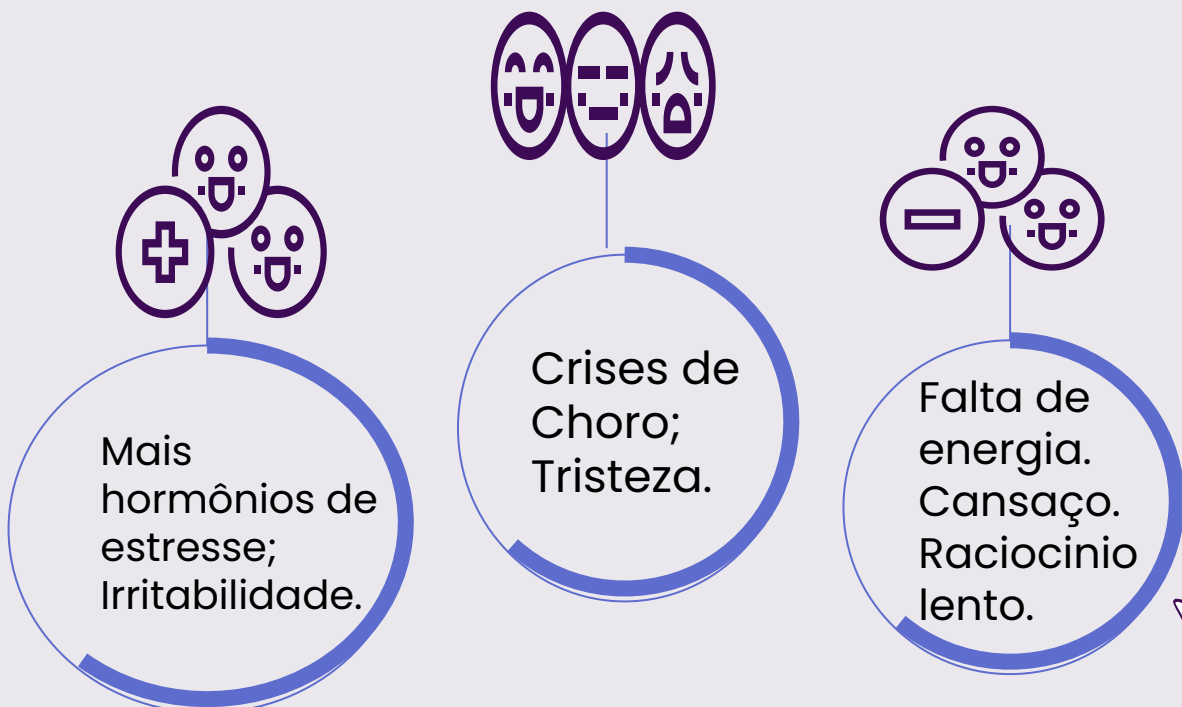 Mais
hormônios de
estresse;
Irritabilidade.
Crises de
Choro;
Tristeza.
Falta de
energia.
Cansaço.
Raciocinio
lento.